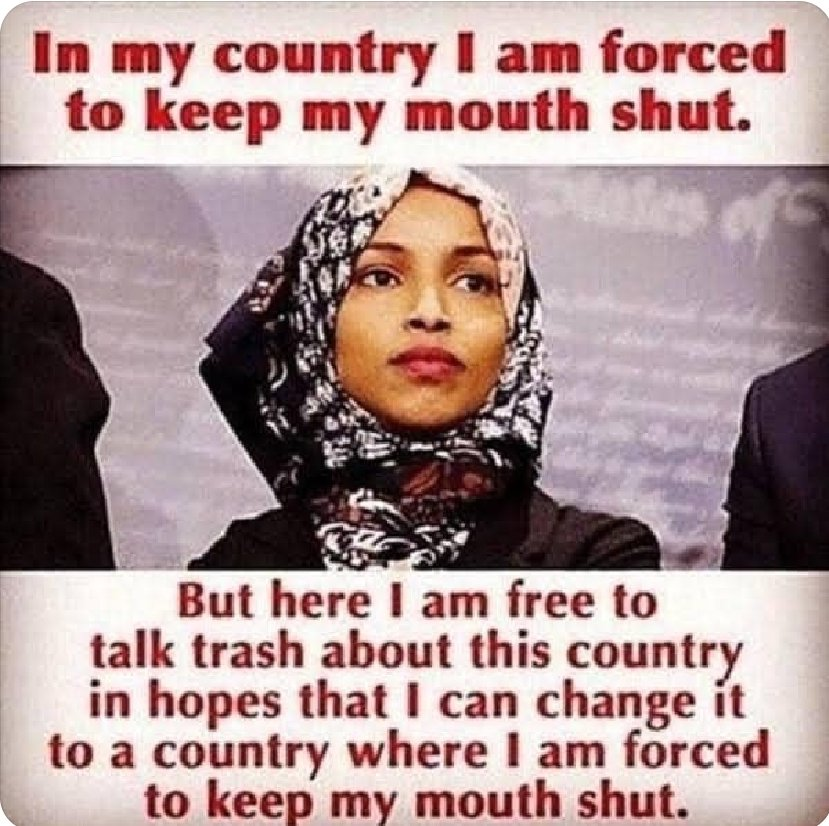 In my country I am forced
to keep my mouth shut.
But here I am free to
talk trash about this country
in hopes that I can change it
to a country where I am forced
to keep my mouth shut.